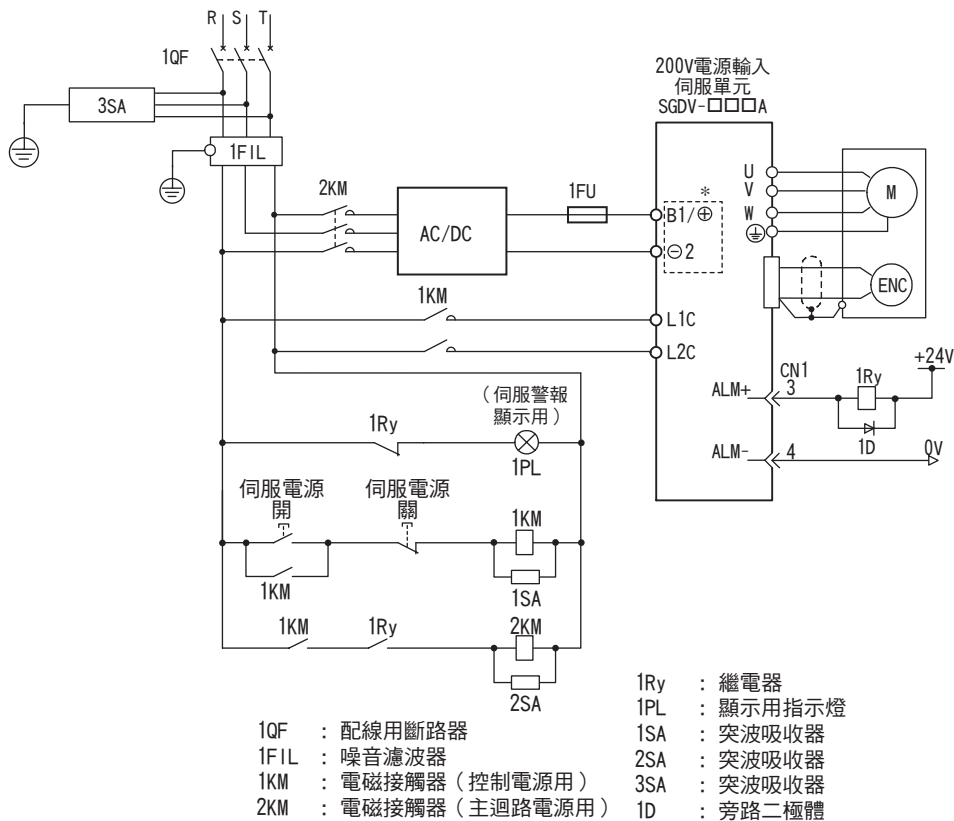 R S T
1QF
3SA
1FIL
200V電源輸入
伺服單元
SGDV-□□□A
2KM
AC/DC
1FU
*
B1/⊕
⊖2
U
V
W
M
ENC
1KM
L1C
L2C
+24V
CN1
ALM+ 3
1Ry
1D
ALM- 4
0V
(伺服警報
顯示用)
1Ry
1PL
伺服電源
開
伺服電源
關
1KM
1KM
1SA
1KM
1Ry
2KM
2SA
1QF : 配線用斷路器
1FIL : 噪音濾波器
1KM : 電磁接觸器(控制電源用)
2KM : 電磁接觸器(主迴路電源用)
1Ry : 繼電器
1PL : 顯示用指示燈
1SA : 突波吸收器
2SA : 突波吸收器
3SA : 突波吸收器
1D : 旁路二極體